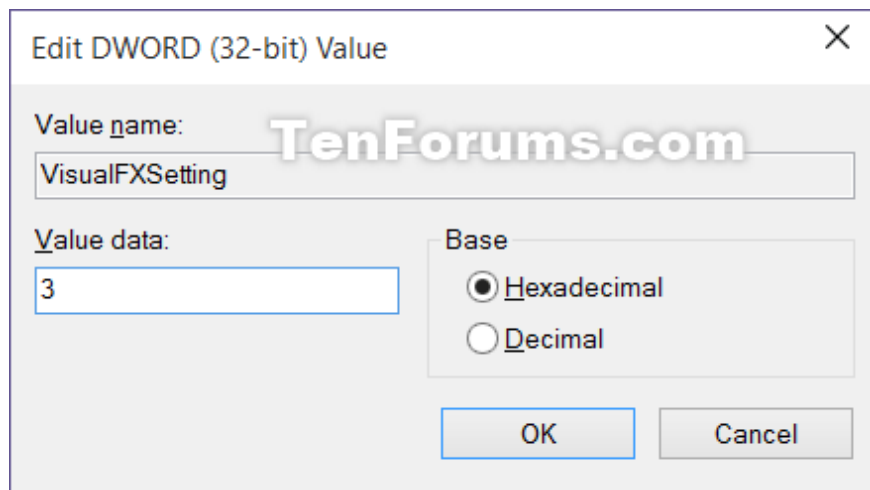 Edit DWORD (32-bit) Value
Value name:
TenForums.com
VisualFXSetting
Value data:
3
Base
Hexadecimal
Decimal
OK
Cancel